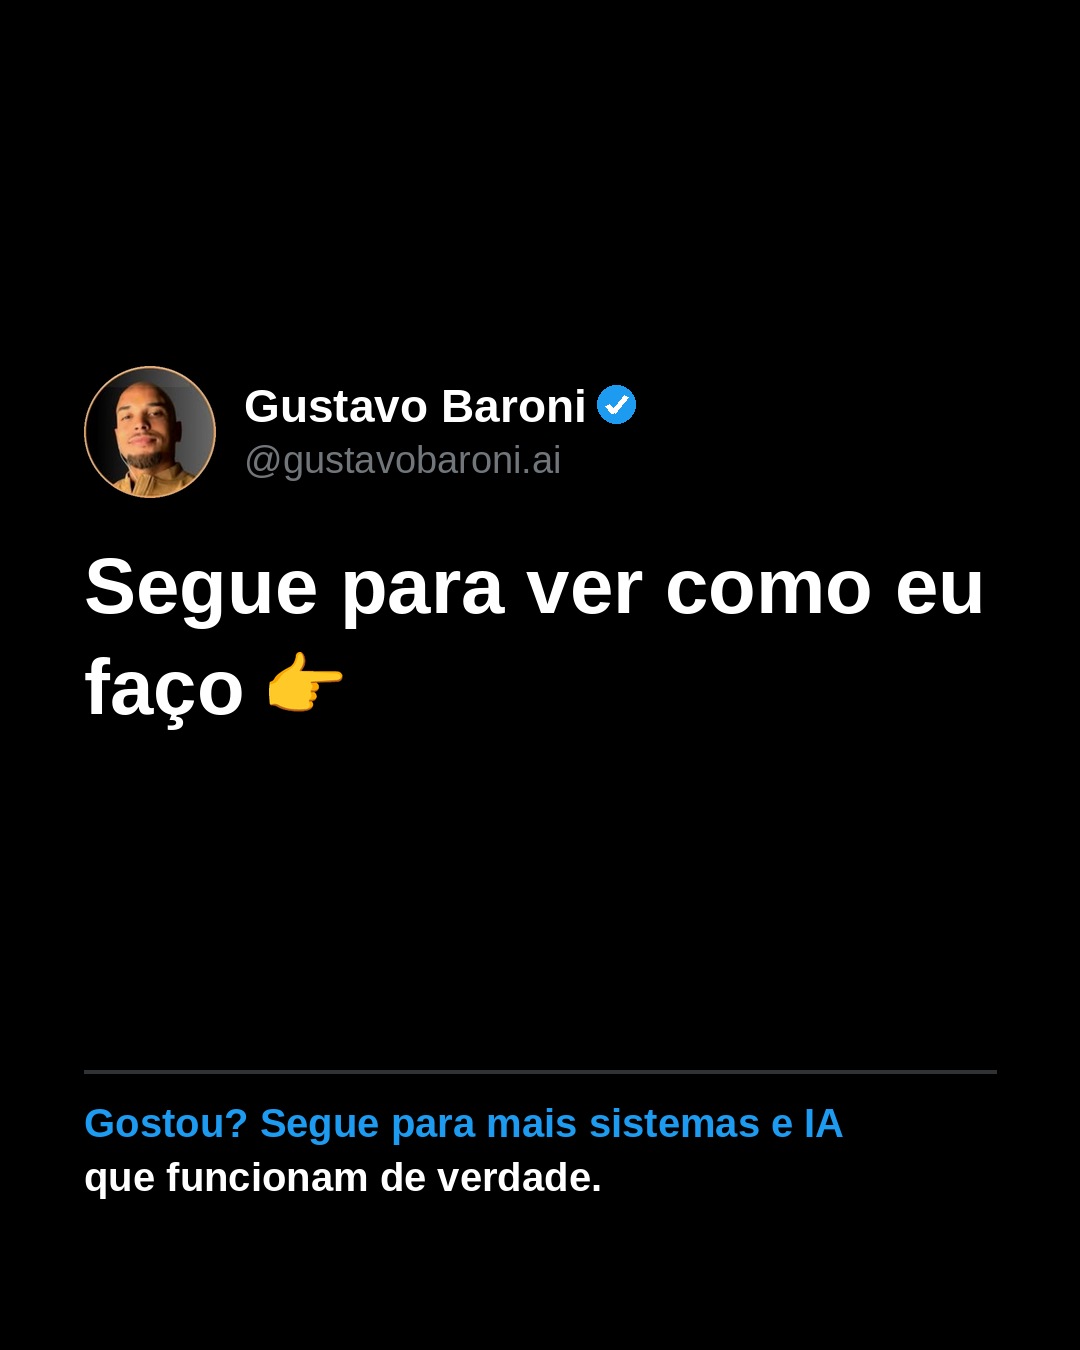 Gustavo Baroni
@gustavobaroni.ai
Segue para ver como eu
faço 👉
Gostou? Segue para mais sistemas e IA
que funcionam de verdade.